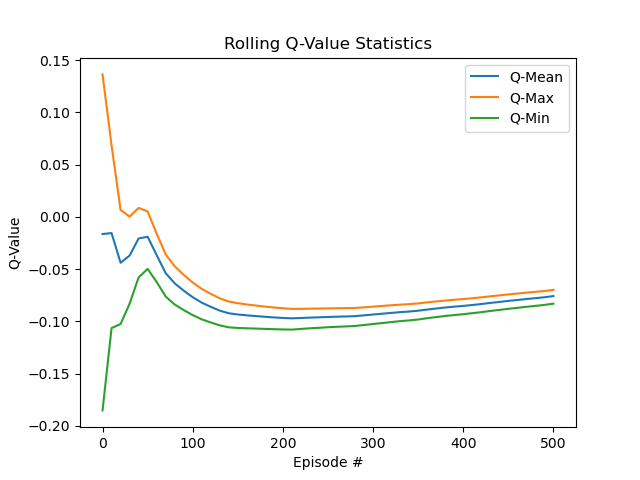 Rolling Q-Value Statistics
Q-Mean
Q-Max
Q-Min
Q-Value
0.15
0.10
0.05
0.00
−0.05
−0.10
−0.15
−0.20
0
100
200
300
400
500
Episode #